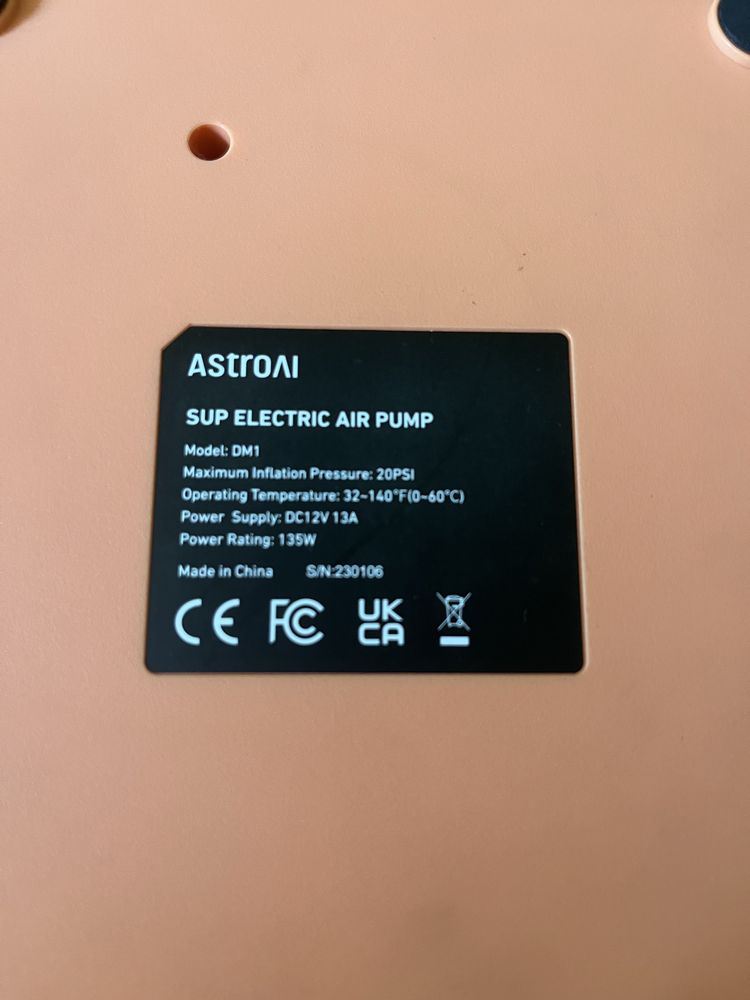 AstroAI
SUP ELECTRIC AIR PUMP
Model: DM1
Maximum Inflation Pressure: 20PSI
Operating Temperature: 32~140°F(0~60°C)
Power Supply: DC12V 13A
Power Rating: 135W
Made in China S/N:230106
CE FC UK
CA